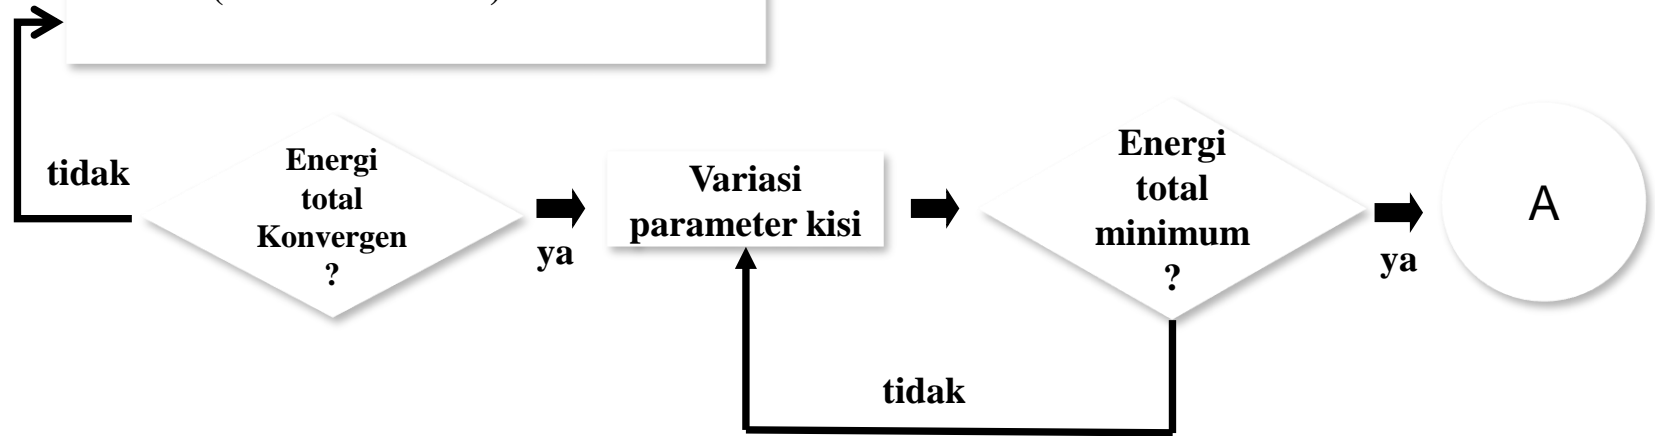 tidak
Energi
total
Konvergen
?
ya
Variasi
parameter kisi
Energi
total
minimum
?
ya
A
tidak